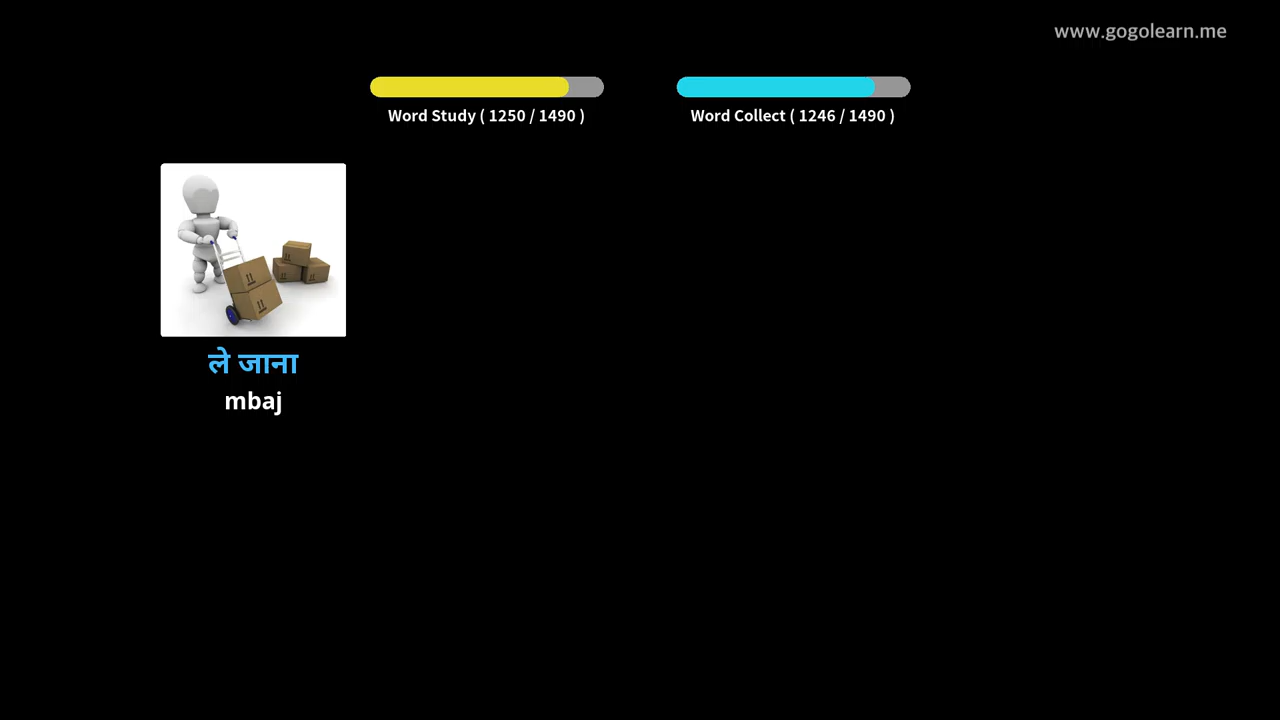 www.gogolearn.me
Word Study ( 1250 / 1490 )
Word Collect ( 1246 / 1490 )
ले जाना
mbaj